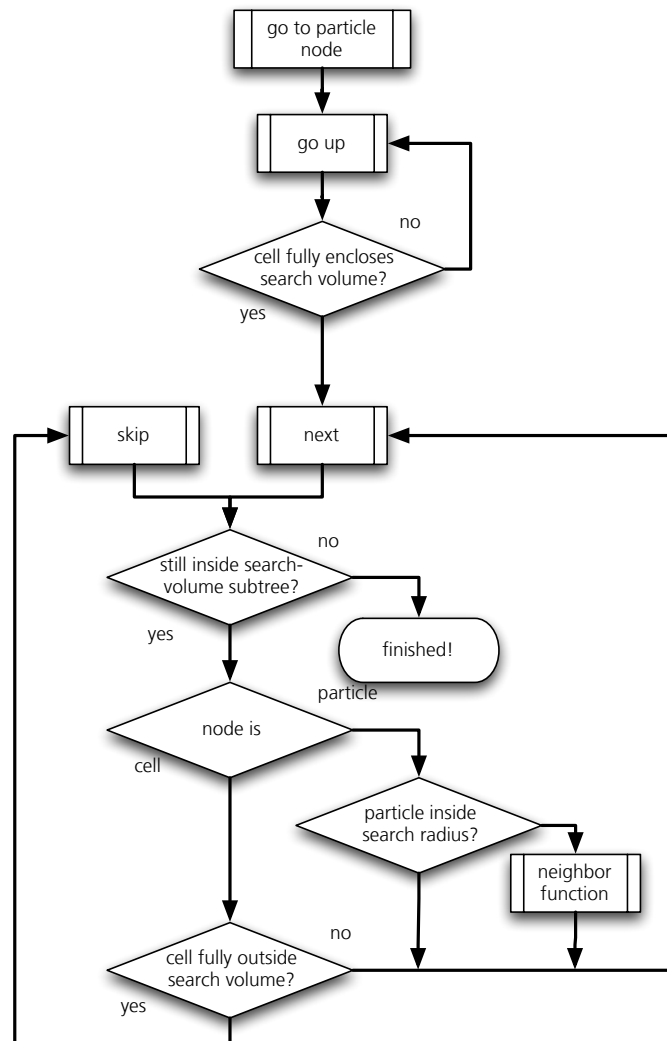 go to particle
node
go up
no
cell fully encloses
search volume?
yes
skip
next
no
still inside search-
volume subtree?
yes
finished!
particle
node is
cell
particle inside
search radius?
neighbor
function
no
cell fully outside
search volume?
yes